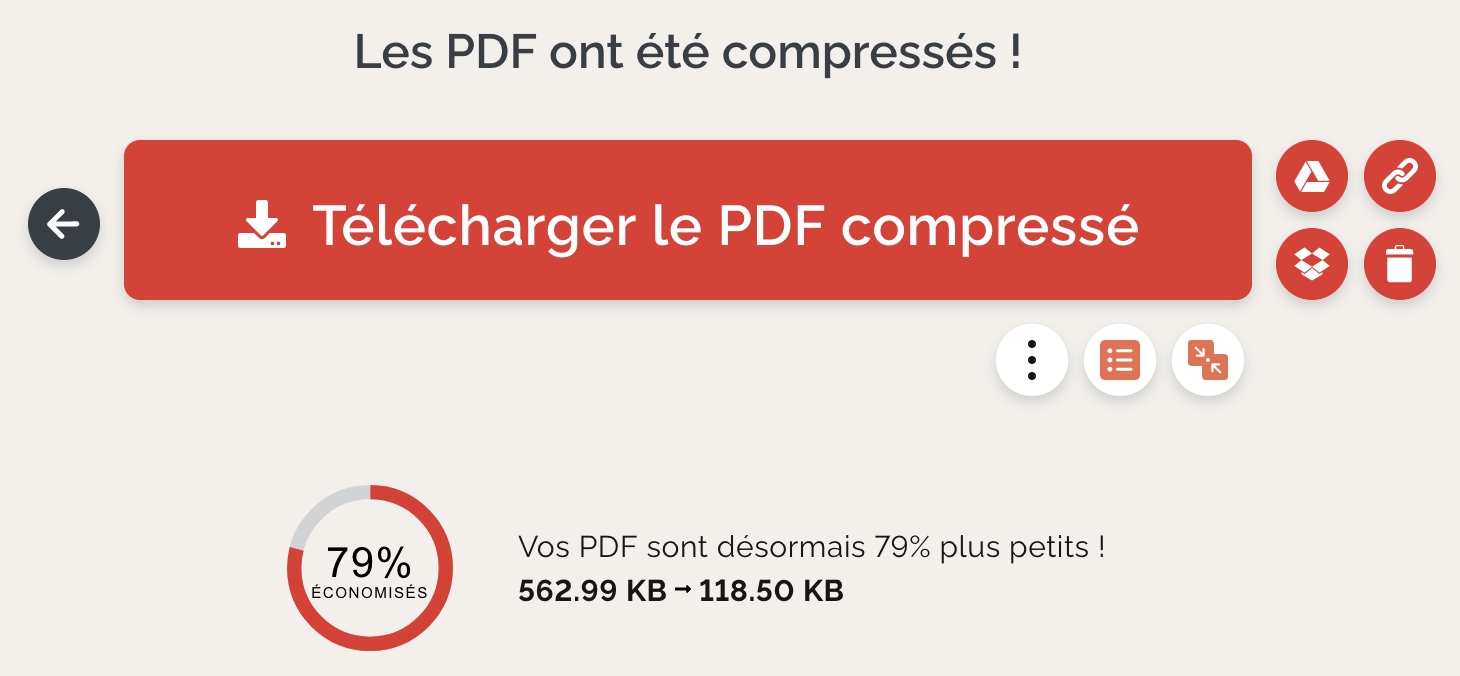 Les PDF ont été compressés !
Télécharger le PDF compressé
79%
ÉCONOMISÉS
Vos PDF sont désormais 79% plus petits !
562.99 KB → 118.50 KB